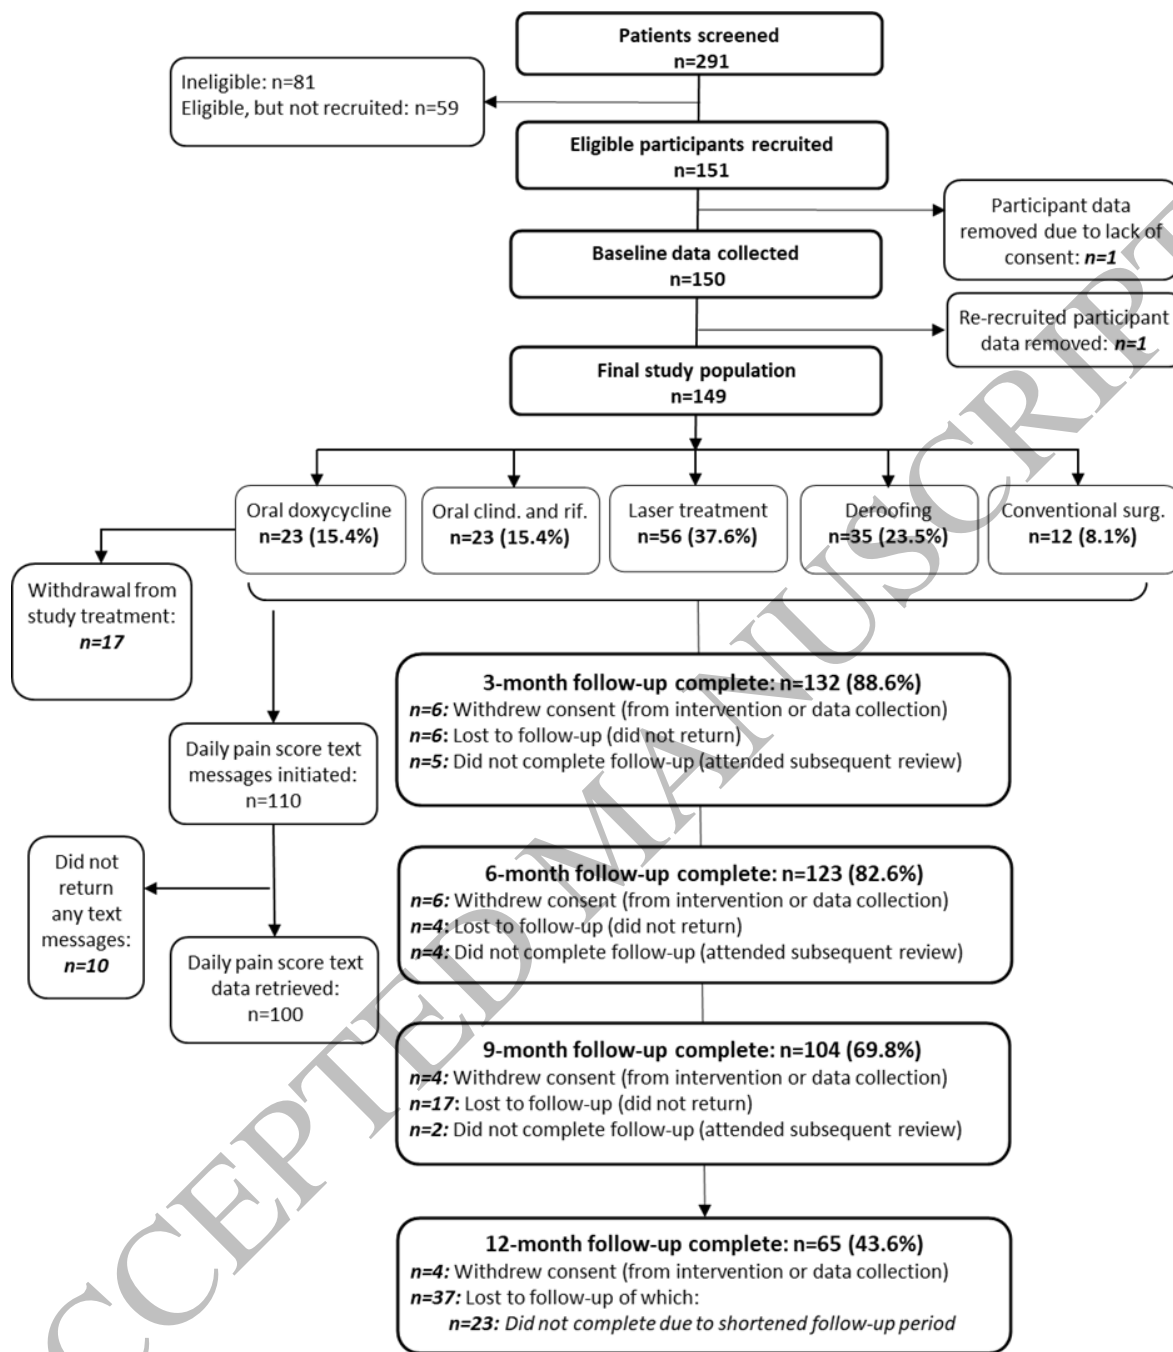 Patients screened
n=291
Ineligible: n=81
Eligible, but not recruited: n=59
Eligible participants recruited
n=151
Participant data
removed due to lack of
consent: n=1
Baseline data collected
n=150
Re-recruited participant
data removed: n=1
Final study population
n=149
Oral doxycycline
n=23 (15.4%)
Oral clind. and rif.
n=23 (15.4%)
Laser treatment
n=56 (37.6%)
Deroofing
n=35 (23.5%)
Conventional surg.
n=12 (8.1%)
Withdrawal from
study treatment:
n=17
3-month follow-up complete: n=132 (88.6%)
n=6: Withdrew consent (from intervention or data collection)
n=6: Lost to follow-up (did not return)
n=5: Did not complete follow-up (attended subsequent review)
Daily pain score text
messages initiated:
n=110
Did not
return
any text
messages:
n=10
6-month follow-up complete: n=123 (82.6%)
n=6: Withdrew consent (from intervention or data collection)
n=4: Lost to follow-up (did not return)
n=4: Did not complete follow-up (attended subsequent review)
Daily pain score text
data retrieved:
n=100
9-month follow-up complete: n=104 (69.8%)
n=4: Withdrew consent (from intervention or data collection)
n=17: Lost to follow-up (did not return)
n=2: Did not complete follow-up (attended subsequent review)
12-month follow-up complete: n=65 (43.6%)
n=4: Withdrew consent (from intervention or data collection)
n=37: Lost to follow-up of which:
n=23: Did not complete due to shortened follow-up period
CCEPTED MANUSCRIPT